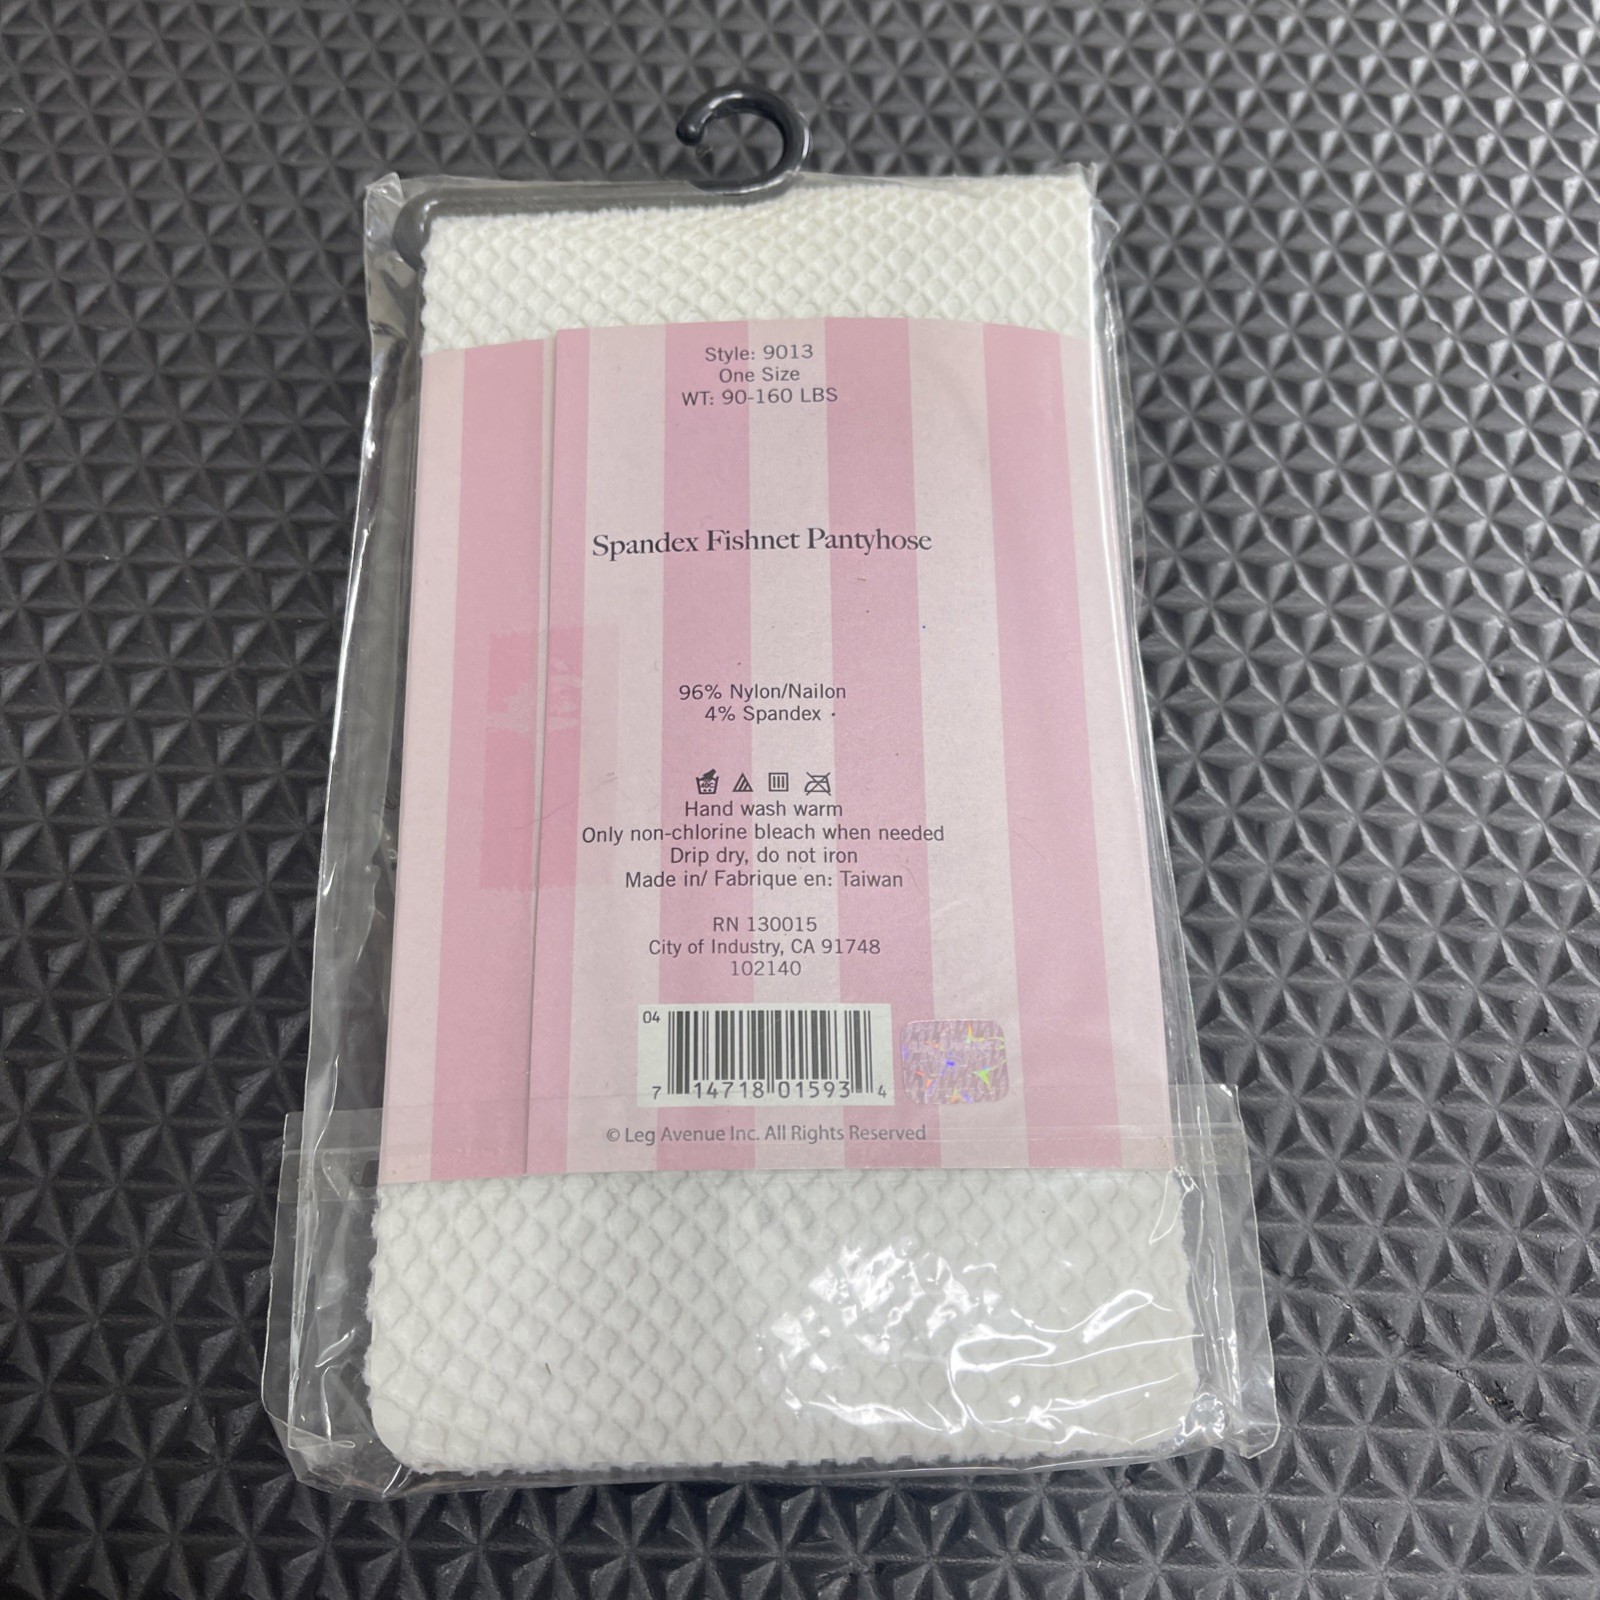 Style: 9013
One Size
WT: 90-160 LBS
Spandex Fishnet Pantyhose
96% Nylon/Nailon
4% Spandex
Hand wash warm
Only non-chlorine bleach when needed
Drip dry, do not iron
Made in/ Fabrique en: Taiwan
RN 130015
City of Industry, CA 91748
102140
04
7 14718 01593 4
© Leg Avenue Inc. All Rights Reserved